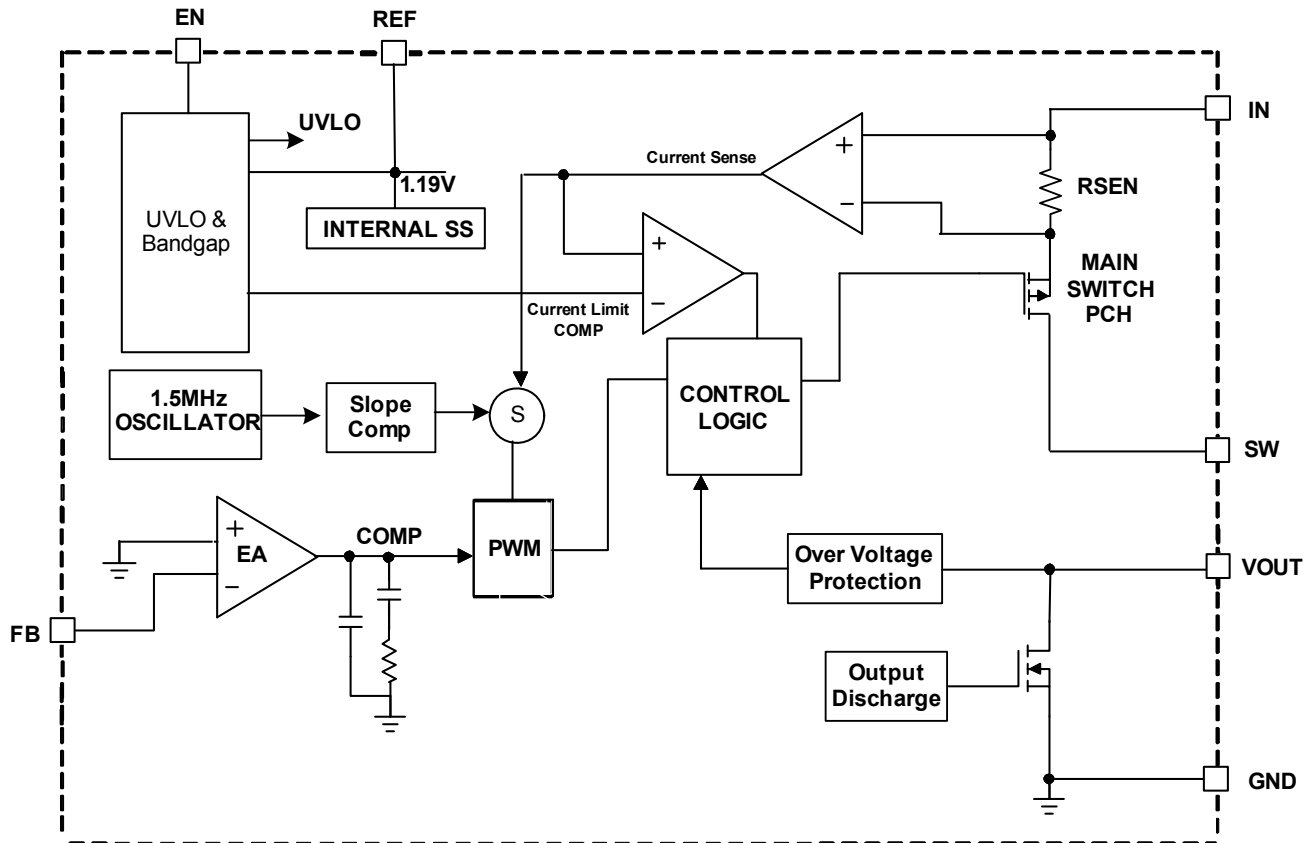 EN
REF
IN
UVLO
+
Current Sense
RSEN
1.19V
UVLO &
Bandgap
−
INTERNAL SS
+
MAIN
SWITCH
PCH
−
Current Limit
COMP
1.5MHz
OSCILLATOR
Slope
Comp
S
CONTROL
LOGIC
SW
+
EA
−
COMP
PWM
Over Voltage
Protection
VOUT
FB
Output
Discharge
GND